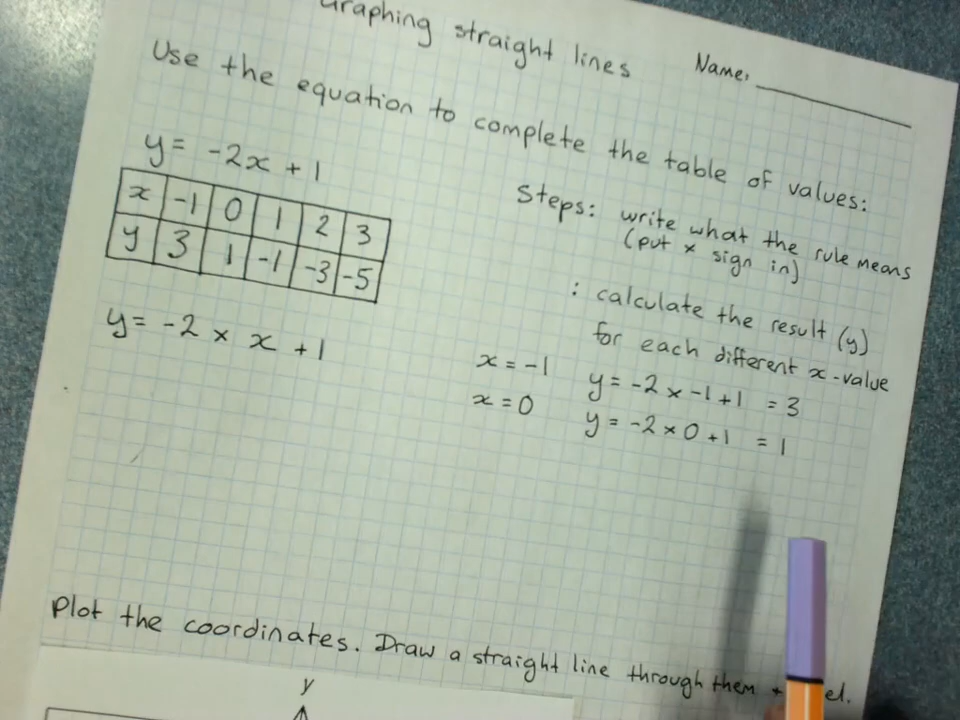 Graphing straight lines
Name:
Use the equation to complete the table of values:
y = -2x + 1
x -1 0 1 2 3
y 3 1 -1 -3 -5
y = -2 × x + 1
Steps: write what the rule means
(put × sign in)
: calculate the result (y)
for each different x-value
x = -1 y = -2 × -1 + 1 = 3
x = 0 y = -2 × 0 + 1 = 1
Plot the coordinates. Draw a straight line through them +
y